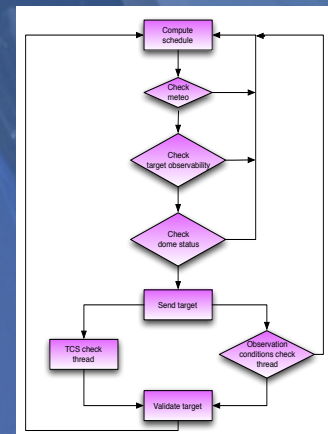 Compute
schedule
Check
meteo
Check
target observability
Check
dome status
Send target
TCS check
thread
Observation
conditions check
thread
Validate target